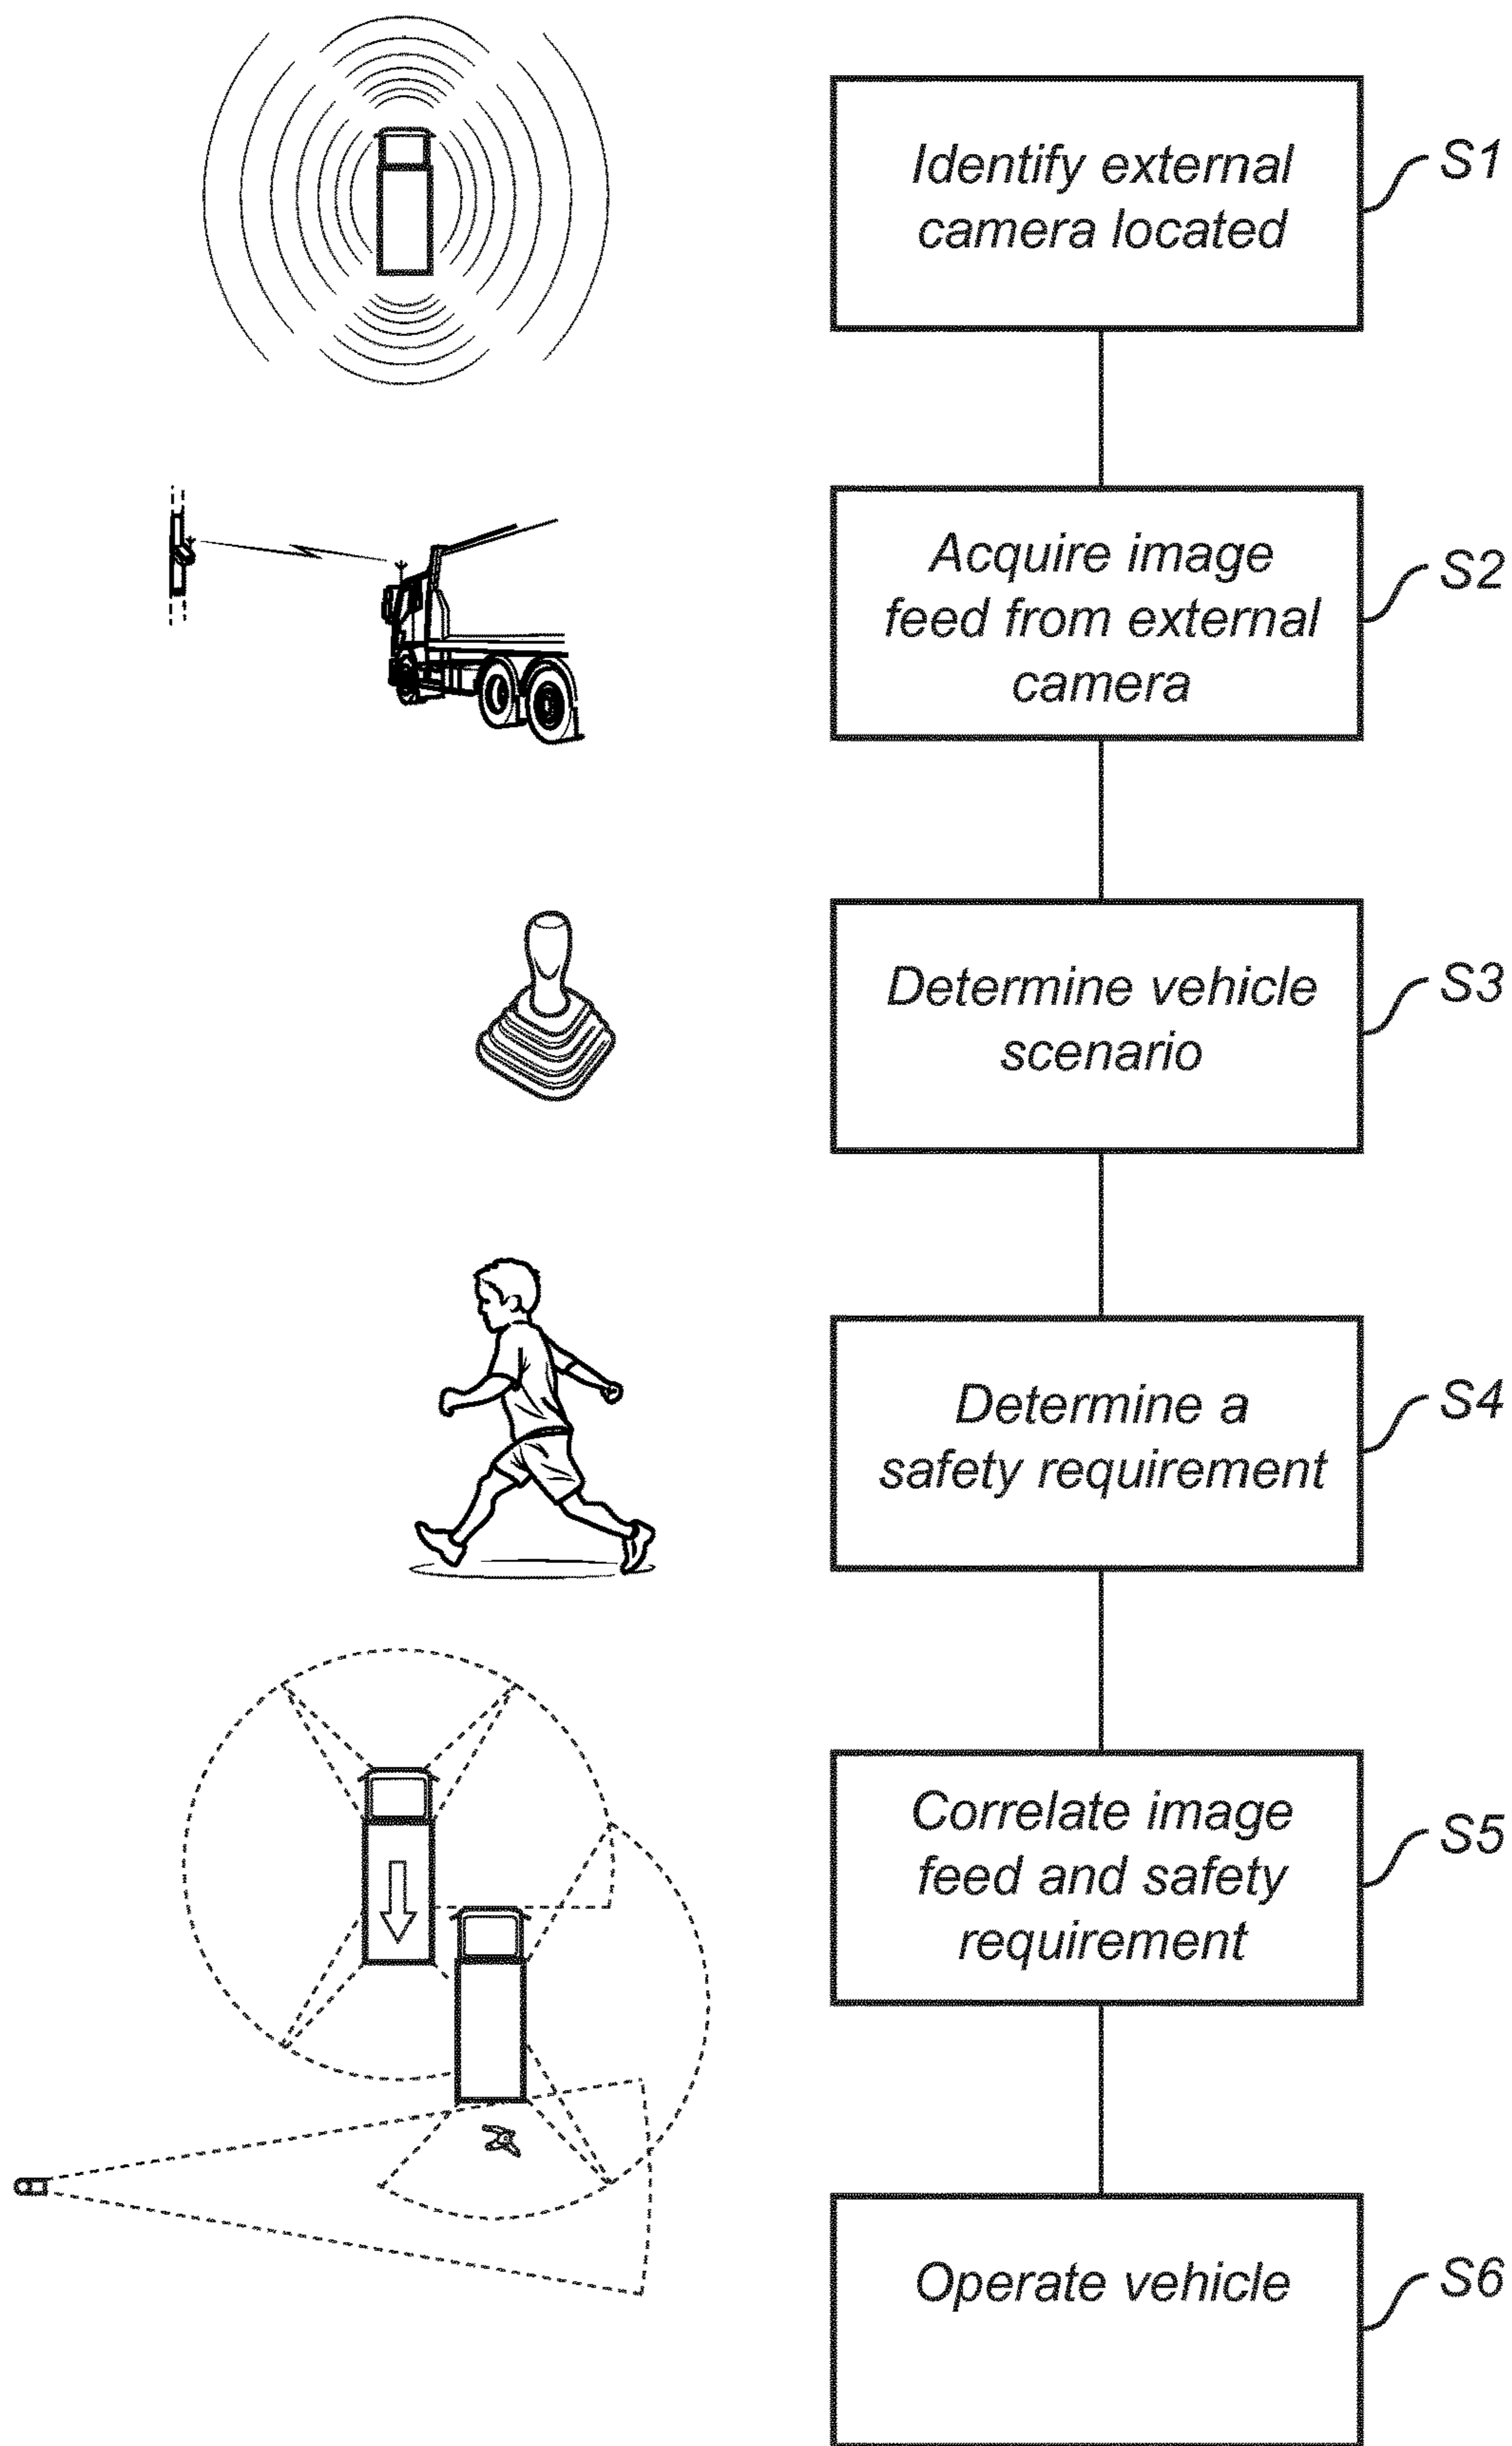 Identify external
camera located
S1
Acquire image
feed from external
camera
S2
Determine vehicle
scenario
S3
Determine a
safety requirement
S4
Correlate image
feed and safety
requirement
S5
Operate vehicle
S6